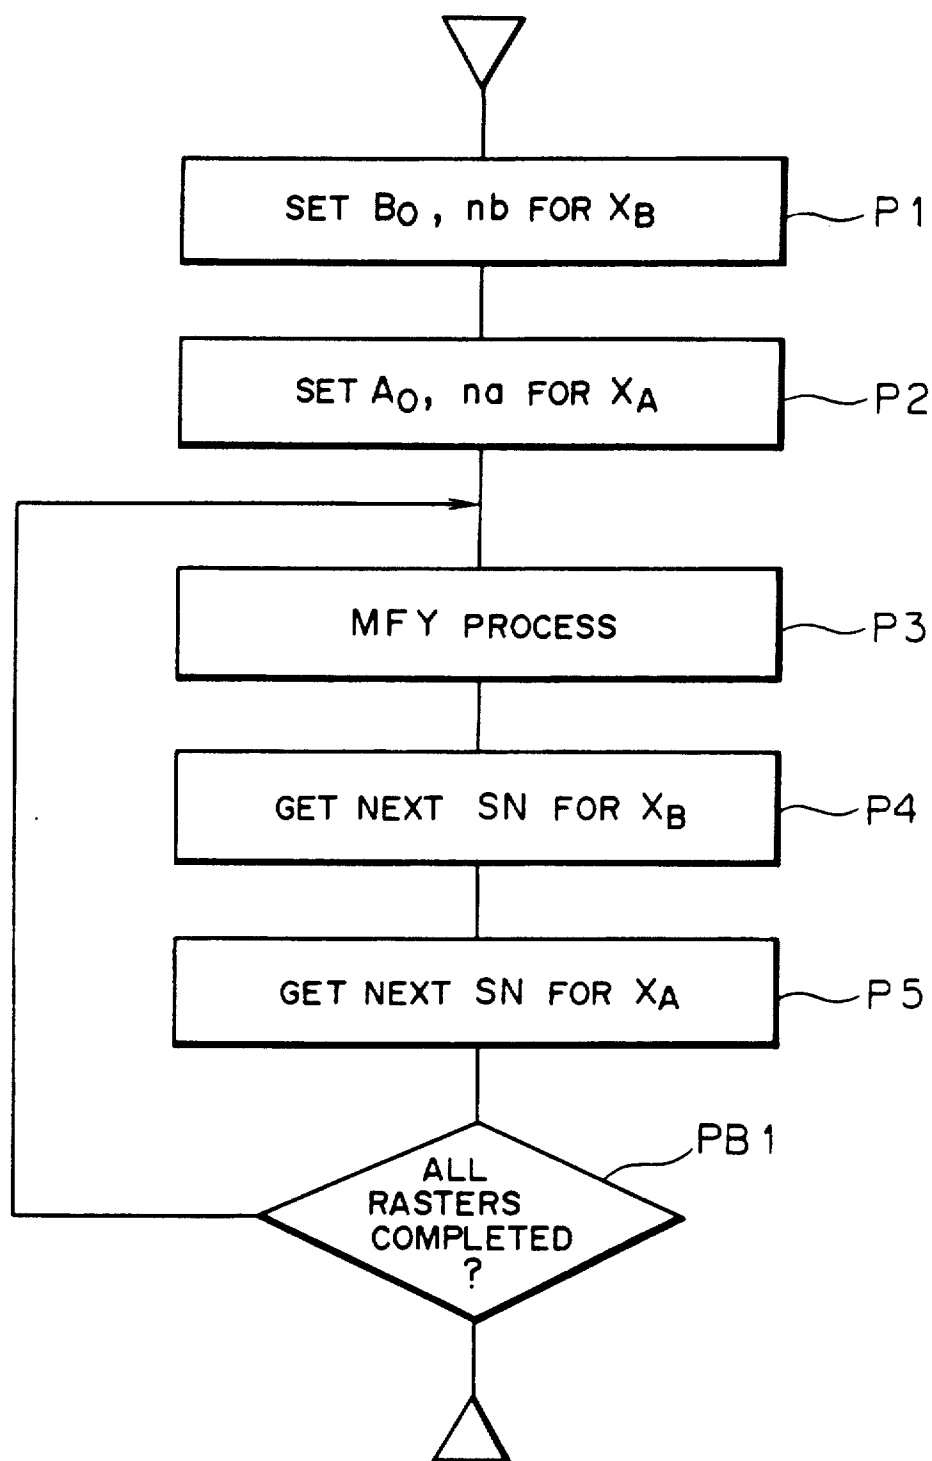 SET B0, nb FOR XB
P1
SET A0, na FOR XA
P2
MFY PROCESS
P3
GET NEXT SN FOR XB
P4
GET NEXT SN FOR XA
P5
PB1
ALL
RASTERS
COMPLETED
?